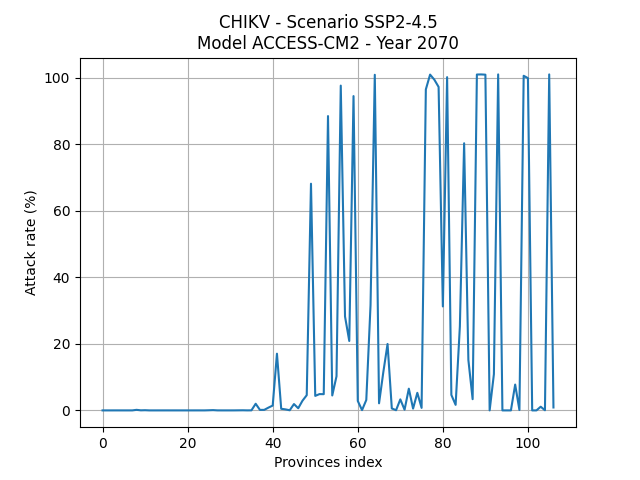 CHIKV - Scenario SSP2-4.5
Model ACCESS-CM2 - Year 2070
Attack rate (%)
100
80
60
40
20
0
0 20 40 60 80 100
Provinces index